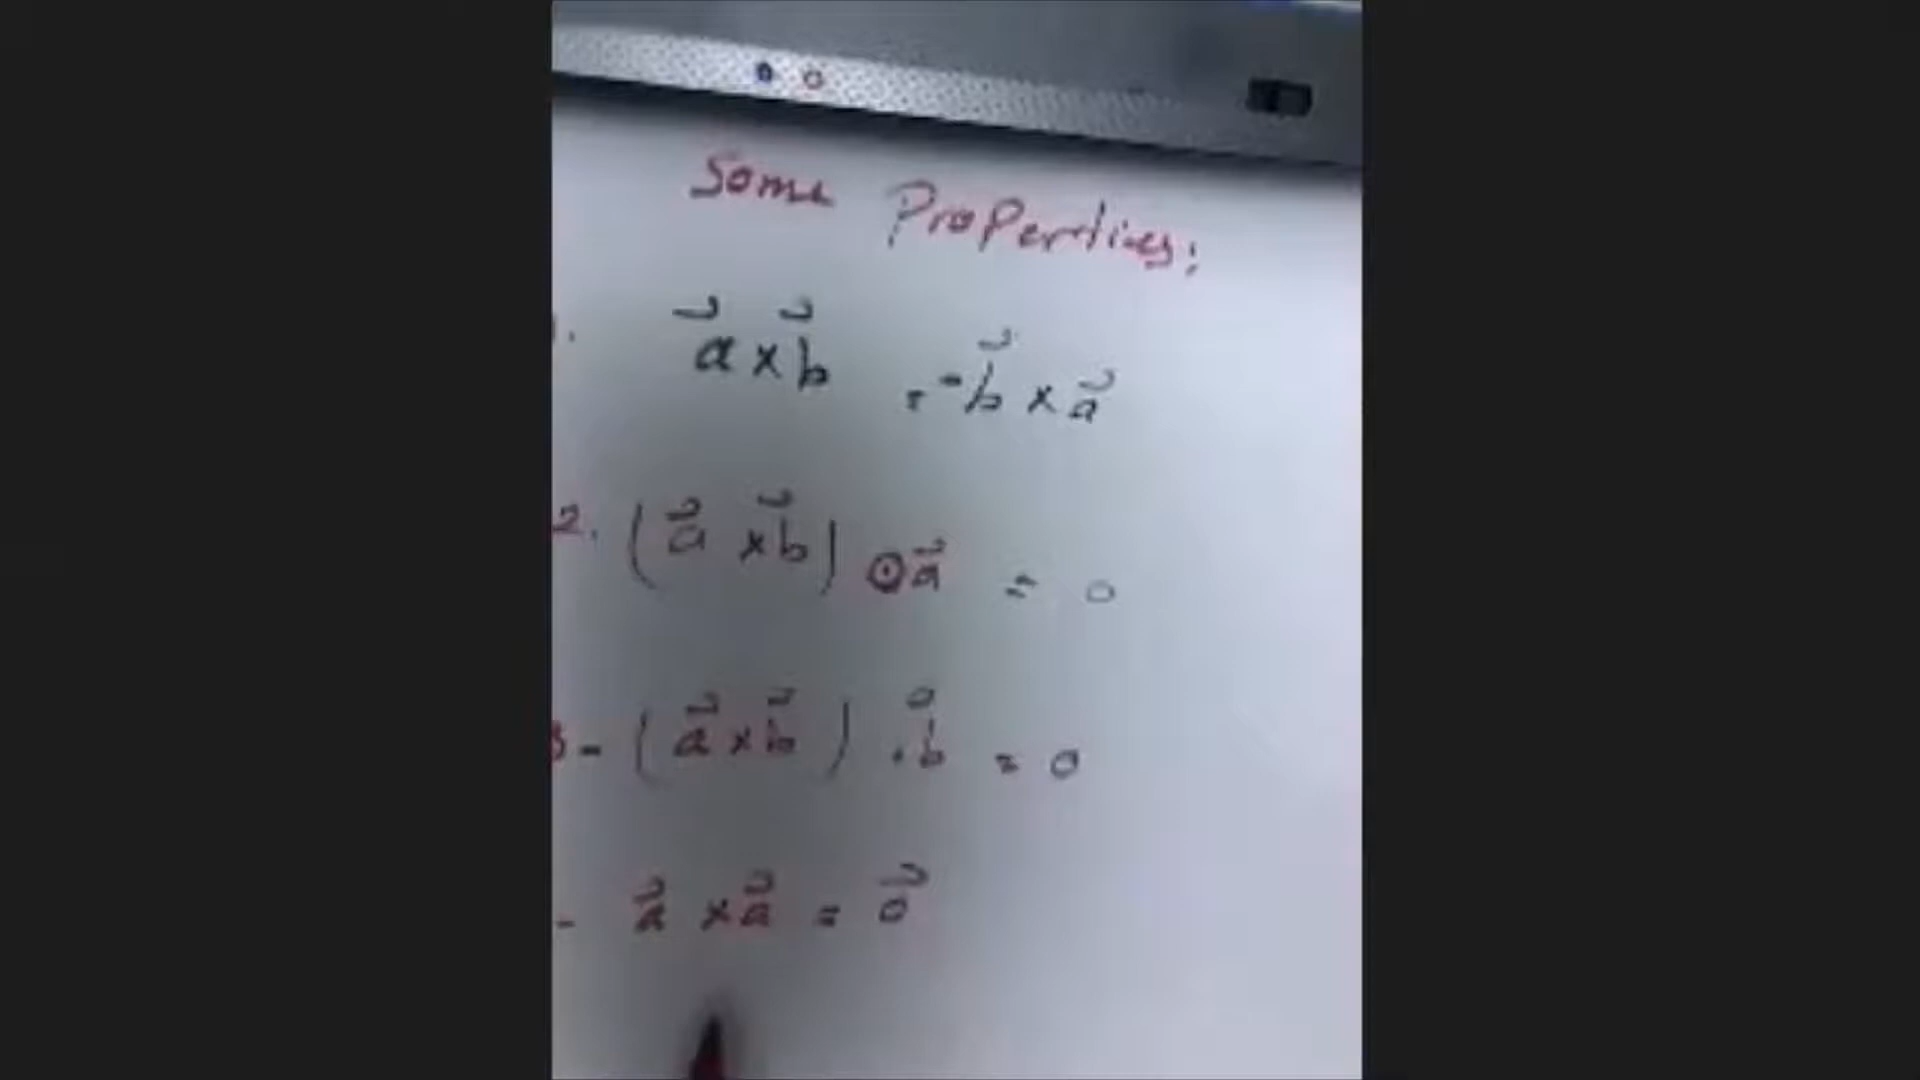 Some Properties:
1. a⃗ × b⃗ = -b⃗ × a⃗
2. (a⃗ × b⃗) ⊙ a⃗ = 0
3- (a⃗ × b⃗) . b⃗ = 0
- a⃗ × a⃗ = 0⃗